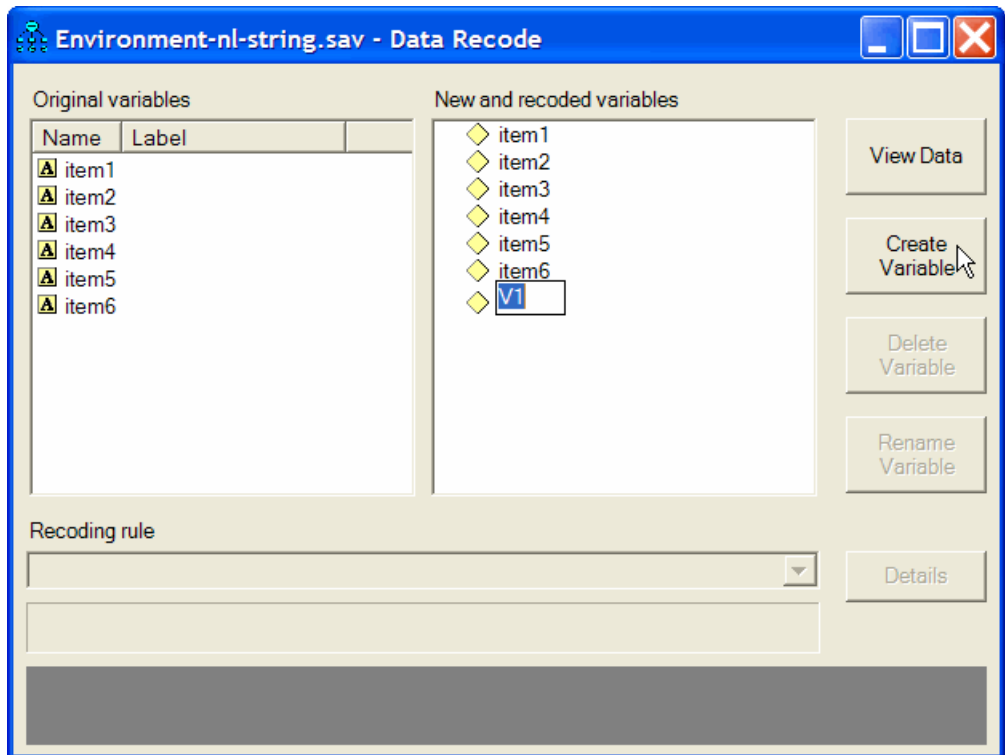 Environment-nl-string.sav - Data Recode
Original variables
Name Label
A item1
A item2
A item3
A item4
A item5
A item6
New and recoded variables
item1
item2
item3
item4
item5
item6
V1
View Data
Create
Variable
Delete
Variable
Rename
Variable
Recoding rule
Details